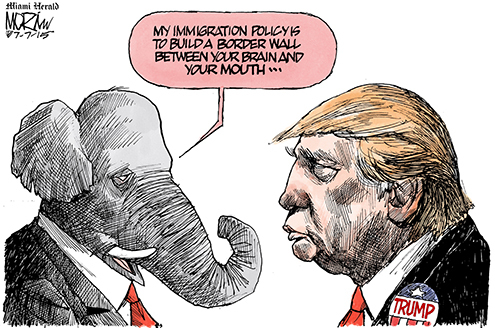 Miami Herald
MORIN
7-7-15
MY IMMIGRATION POLICY IS
TO BUILD A BORDER WALL
BETWEEN YOUR BRAIN AND
YOUR MOUTH ...
TRUMP